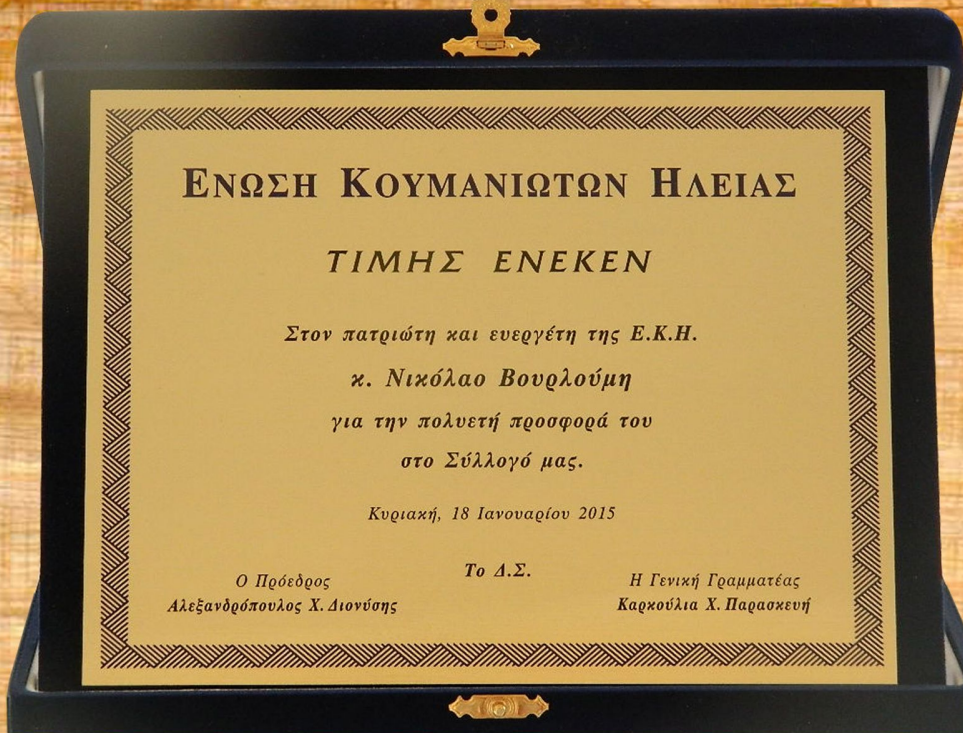 ΕΝΩΣΗ ΚΟΥΜΑΝΙΩΤΩΝ ΗΛΕΙΑΣ
ΤΙΜΗΣ ΕΝΕΚΕΝ
Στον πατριώτη και ευεργέτη της Ε.Κ.Η.
κ. Νικόλαο Βουρλούμη
για την πολυετή προσφορά του
στο Σύλλογό μας.
Κυριακή, 18 Ιανουαρίου 2015
Το Δ.Σ.
Ο Πρόεδρος
Αλεξανδρόπουλος Χ. Διονύσης
Η Γενική Γραμματέας
Καρκούλια Χ. Παρασκευή